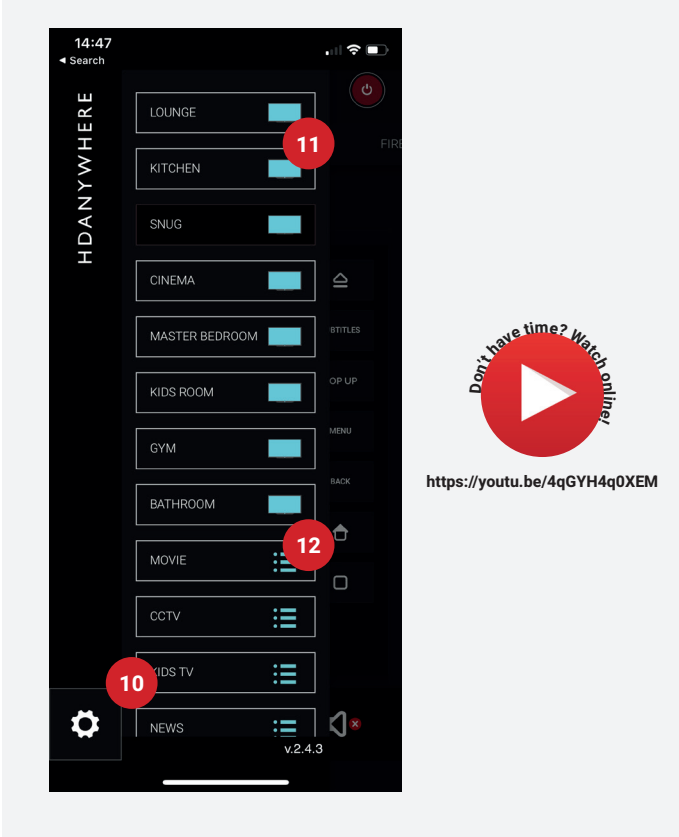 14:47
◀ Search
HDANYWHERE
LOUNGE
11
FIRE
KITCHEN
SNUG
CINEMA
MASTER BEDROOM
BTITLES
KIDS ROOM
OP UP
GYM
MENU
BACK
BATHROOM
12
MOVIE
CCTV
KIDS TV
10
NEWS
v.2.4.3
Don't have time? Watch online!
https://youtu.be/4qGYH4q0XEM